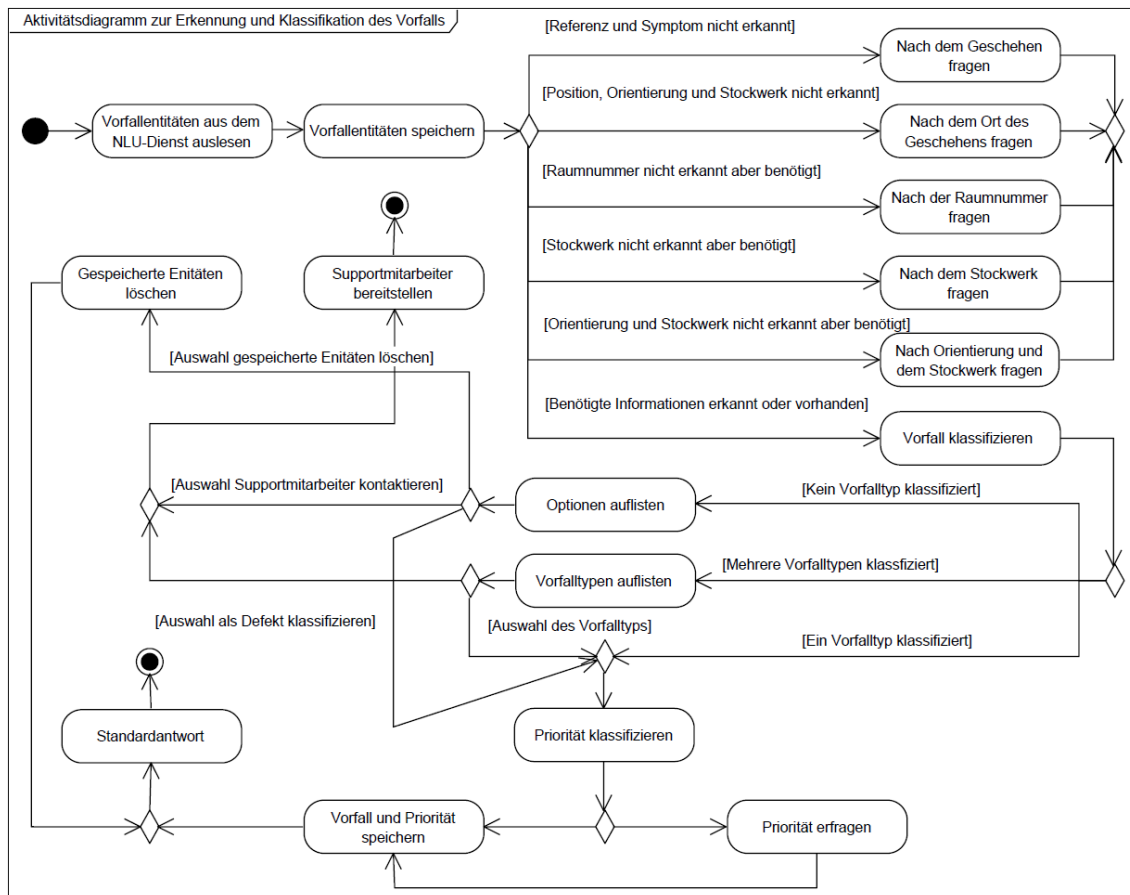 Aktivitätsdiagramm zur Erkennung und Klassifikation des Vorfalls
[Referenz und Symptom nicht erkannt]
Nach dem Geschehen
fragen
[Position, Orientierung und Stockwerk nicht erkannt]
Vorfallentitäten aus dem
NLU-Dienst auslesen
Vorfallentitäten speichern
Nach dem Ort des
Geschehens fragen
[Raumnummer nicht erkannt aber benötigt]
Nach der Raumnummer
fragen
[Stockwerk nicht erkannt aber benötigt]
Gespeicherte Enitäten
löschen
Supportmitarbeiter
bereitstellen
Nach dem Stockwerk
fragen
[Orientierung und Stockwerk nicht erkannt aber benötigt]
[Auswahl gespeicherte Enitäten löschen]
Nach Orientierung und
dem Stockwerk fragen
[Benötigte Informationen erkannt oder vorhanden]
Vorfall klassifizieren
[Auswahl Supportmitarbeiter kontaktieren]
Optionen auflisten
[Kein Vorfalltyp klassifiziert]
Vorfalltypen auflisten
[Mehrere Vorfalltypen klassfiziert]
[Auswahl als Defekt klassifizieren]
[Auswahl des Vorfalltyps]
[Ein Vorfalltyp klassifiziert]
Standardantwort
Priorität klassifizieren
Vorfall und Priorität
speichern
Priorität erfragen